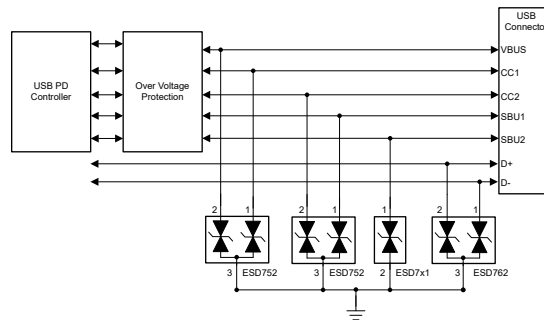 USB
Connector
VBUS
CC1
CC2
SBU1
SBU2
D+
D-
USB PD
Controller
Over Voltage
Protection
2 1 2 1 1 2 1
3 ESD752 3 ESD752 2 ESD7x1 3 ESD762